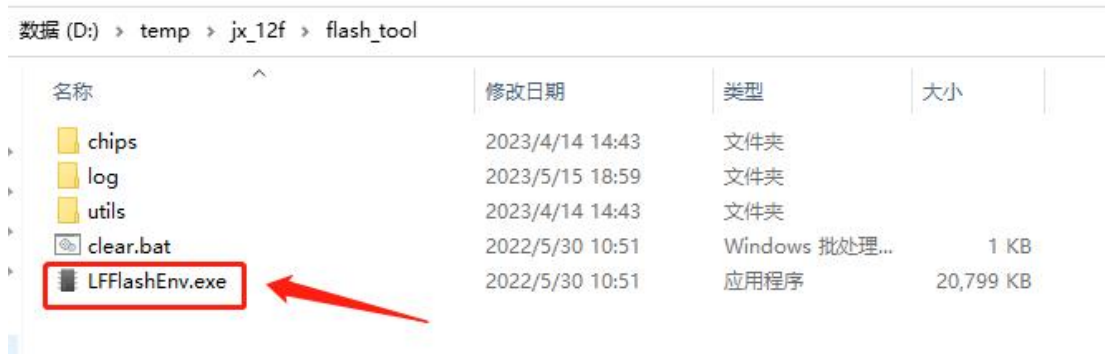 数据 (D:) > temp > jx_12f > flash_tool
名称 修改日期 类型 大小
chips 2023/4/14 14:43 文件夹
log 2023/5/15 18:59 文件夹
utils 2023/4/14 14:43 文件夹
clear.bat 2022/5/30 10:51 Windows 批处理... 1 KB
LFFlashEnv.exe 2022/5/30 10:51 应用程序 20,799 KB